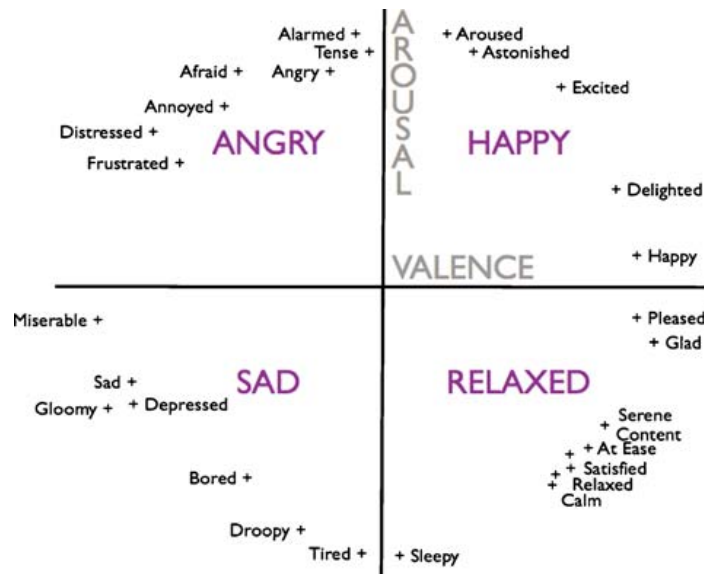 Alarmed
Aroused
Tense
Astonished
Afraid
Angry
Excited
Annoyed
Distressed
ANGRY
HAPPY
Frustrated
AROUSAL
Delighted
VALENCE
Happy
Miserable
Pleased
Glad
Sad
SAD
RELAXED
Gloomy
Depressed
Serene
Content
At Ease
Satisfied
Bored
Relaxed
Calm
Droopy
Tired
Sleepy